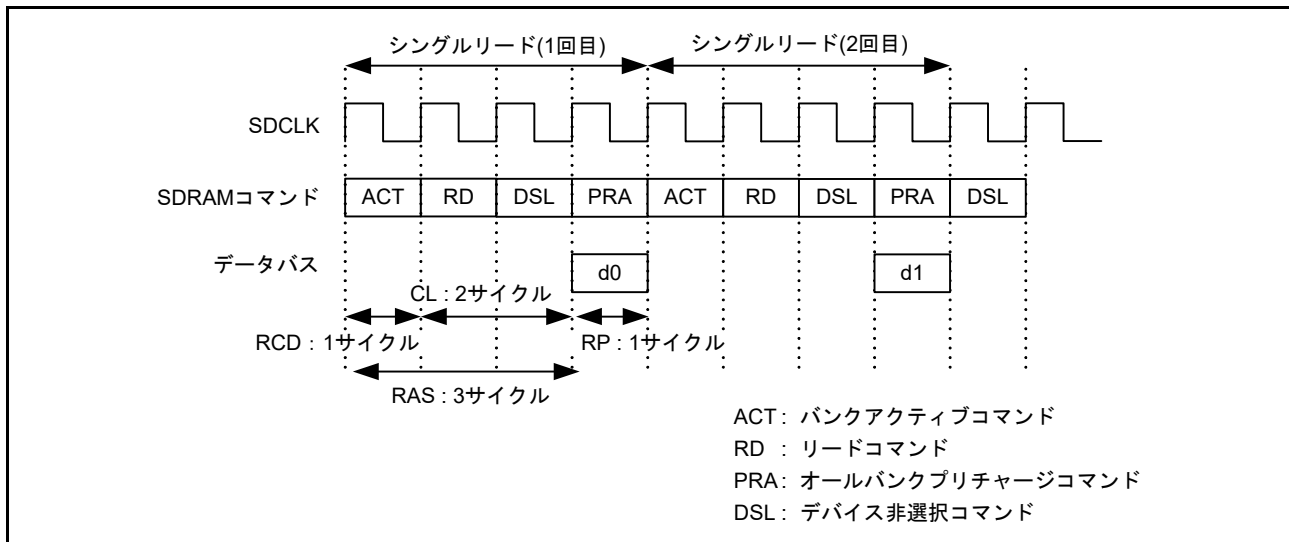 シングルリード(1回目) シングルリード(2回目)
SDCLK
SDRAMコマンド ACT RD DSL PRA ACT RD DSL PRA DSL
データバス d0 d1
CL : 2サイクル
RCD : 1サイクル RP : 1サイクル
RAS : 3サイクル
ACT : バンクアクティブコマンド
RD : リードコマンド
PRA : オールバンクプリチャージコマンド
DSL : デバイス非選択コマンド